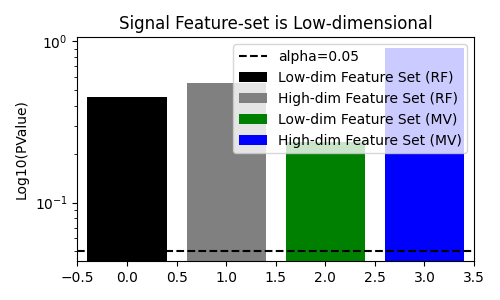 Signal Feature-set is Low-dimensional
Log10(PValue)
10^0
10^-1
alpha=0.05
Low-dim Feature Set (RF)
High-dim Feature Set (RF)
Low-dim Feature Set (MV)
High-dim Feature Set (MV)
−0.5 0.0 0.5 1.0 1.5 2.0 2.5 3.0 3.5